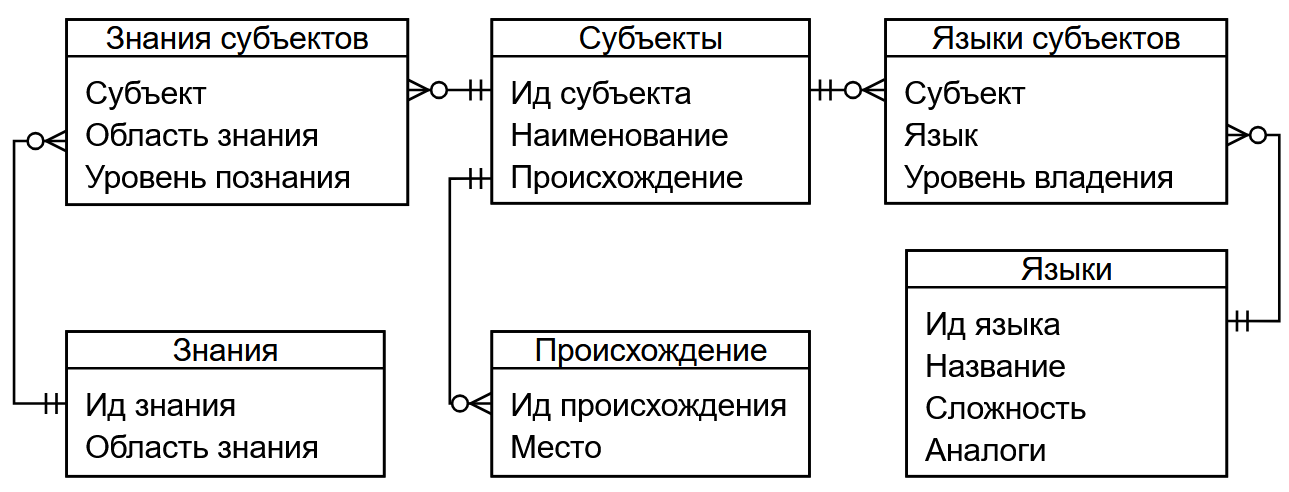 Знания субъектов
Субъект
Область знания
Уровень познания
Субъекты
Ид субъекта
Наименование
Происхождение
Языки субъектов
Субъект
Язык
Уровень владения
Знания
Ид знания
Область знания
Происхождение
Ид происхождения
Место
Языки
Ид языка
Название
Сложность
Аналоги